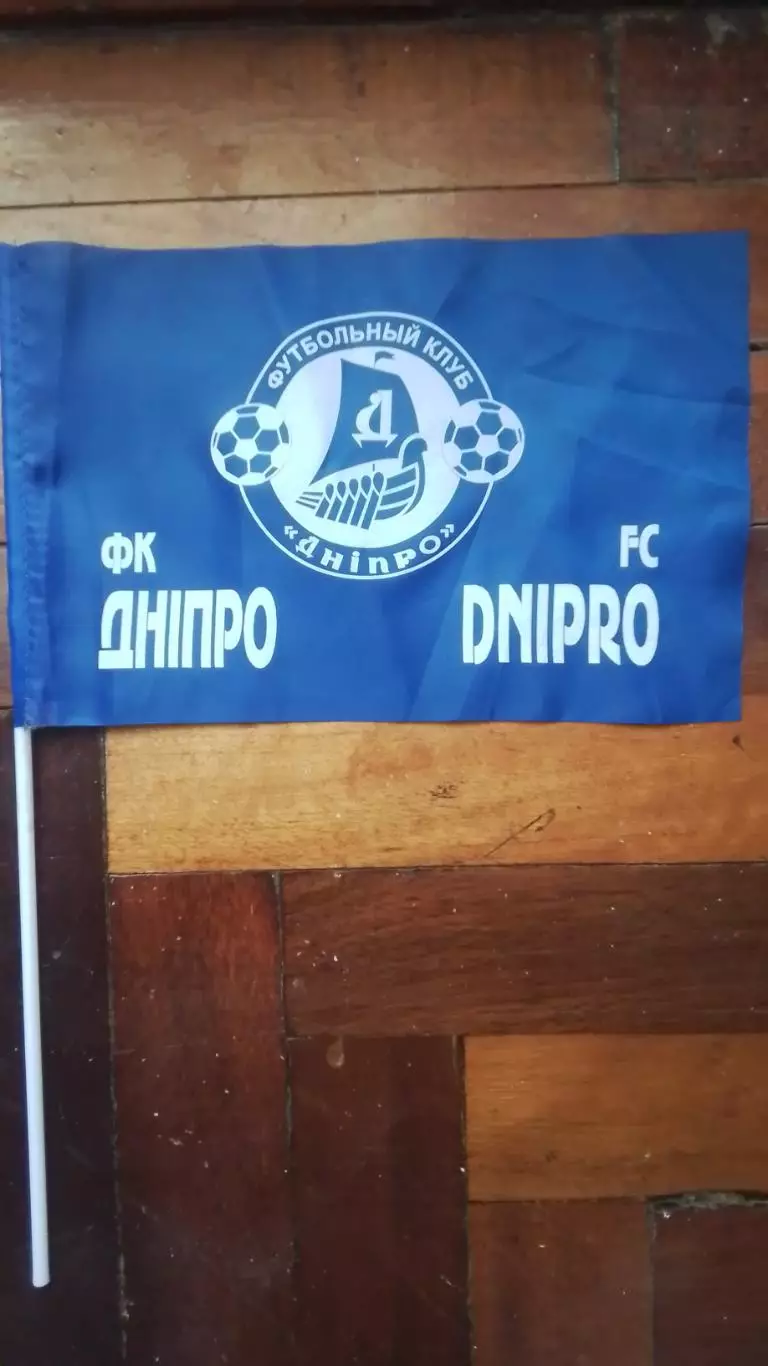 ФУТБОЛЬНЫЙ КЛУБ
Д
«ДНіПРО»
ФК
ДНІПРО
FC
DNIPRO